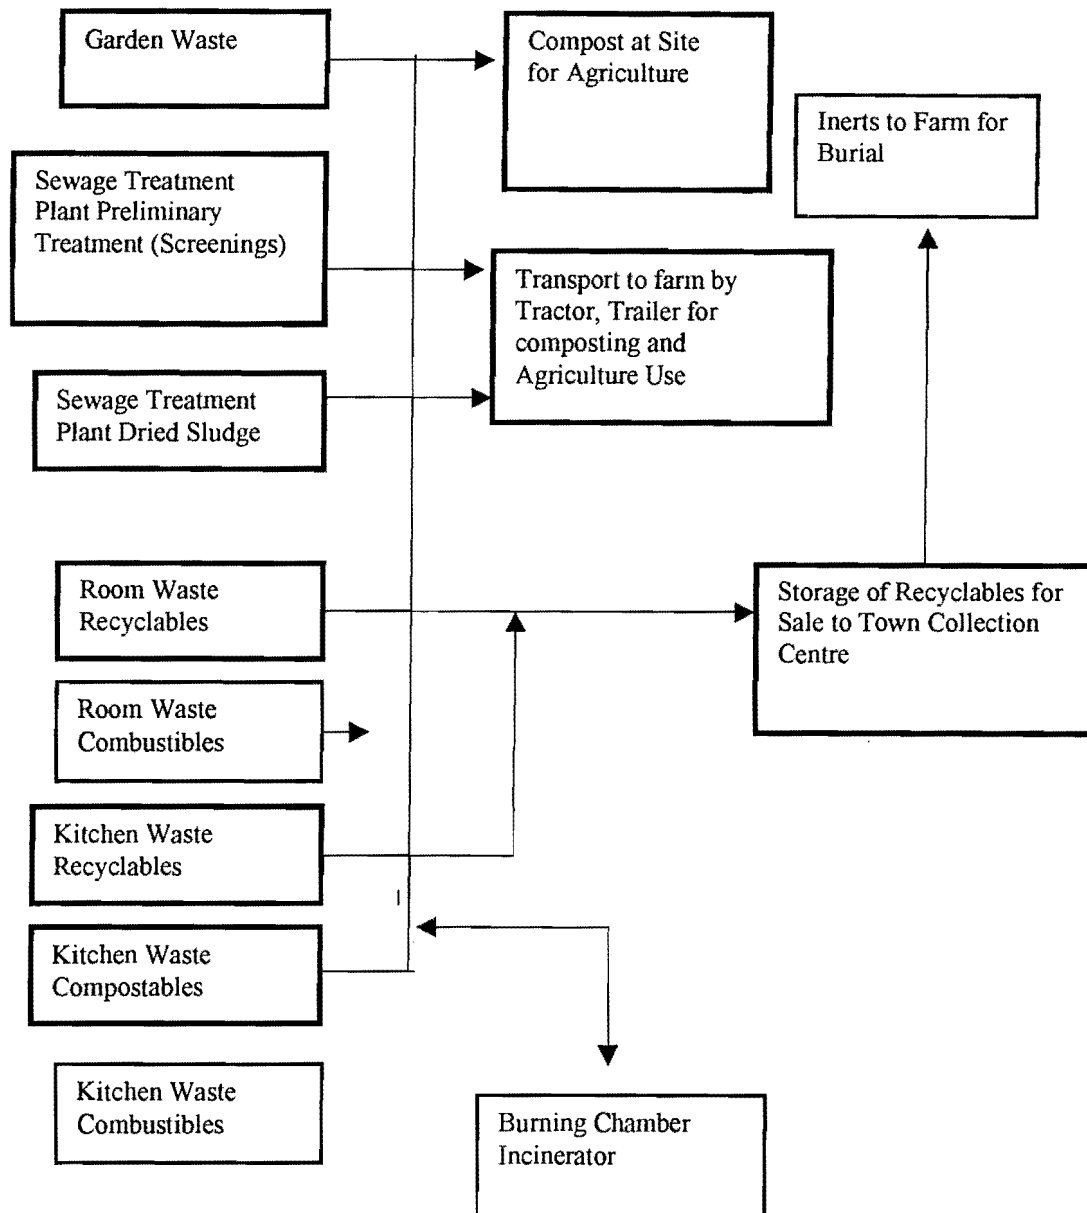 Garden Waste
Compost at Site
for Agriculture
Inerts to Farm for
Burial
Sewage Treatment
Plant Preliminary
Treatment (Screenings)
Transport to farm by
Tractor, Trailer for
composting and
Agriculture Use
Sewage Treatment
Plant Dried Sludge
Room Waste
Recyclables
Storage of Recyclables for
Sale to Town Collection
Centre
Room Waste
Combustibles
Kitchen Waste
Recyclables
Kitchen Waste
Compostables
Kitchen Waste
Combustibles
Burning Chamber
Incinerator